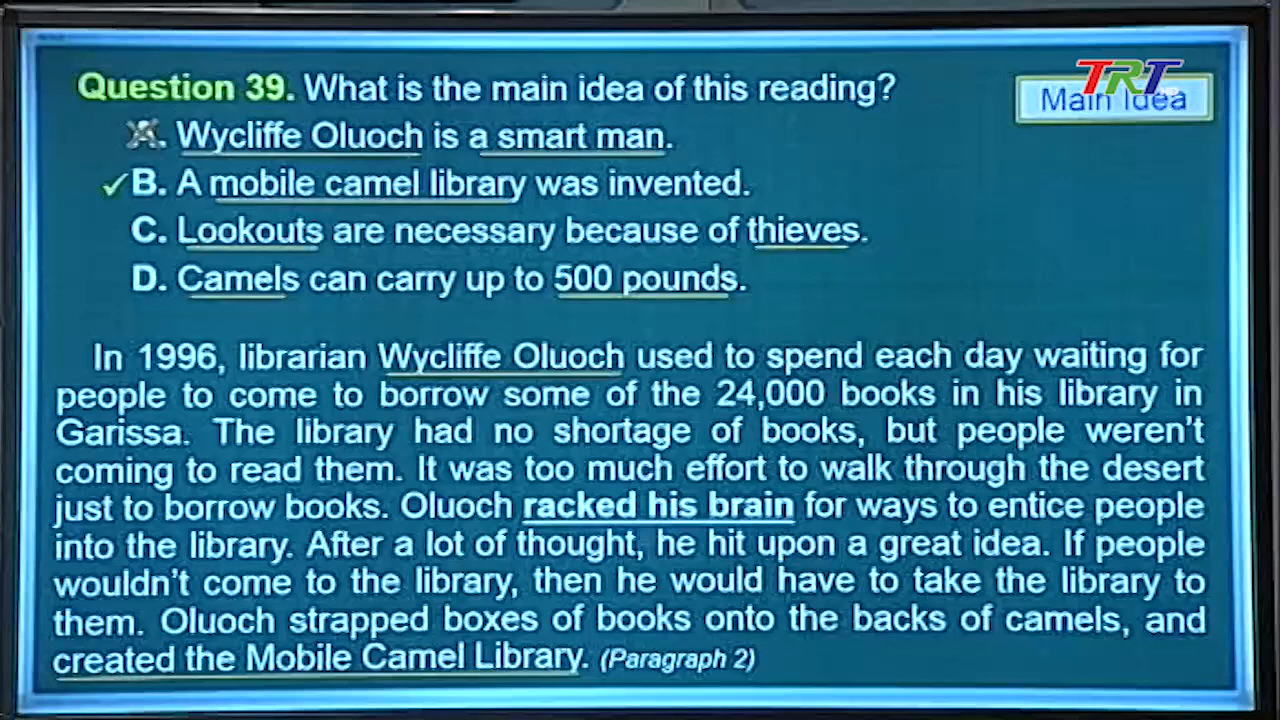 TRT
Main Idea
Question 39. What is the main idea of this reading?
A. Wycliffe Oluoch is a smart man.
✓B. A mobile camel library was invented.
C. Lookouts are necessary because of thieves.
D. Camels can carry up to 500 pounds.
In 1996, librarian Wycliffe Oluoch used to spend each day waiting for
people to come to borrow some of the 24,000 books in his library in
Garissa. The library had no shortage of books, but people weren't
coming to read them. It was too much effort to walk through the desert
just to borrow books. Oluoch racked his brain for ways to entice people
into the library. After a lot of thought, he hit upon a great idea. If people
wouldn't come to the library, then he would have to take the library to
them. Oluoch strapped boxes of books onto the backs of camels, and
created the Mobile Camel Library. (Paragraph 2)